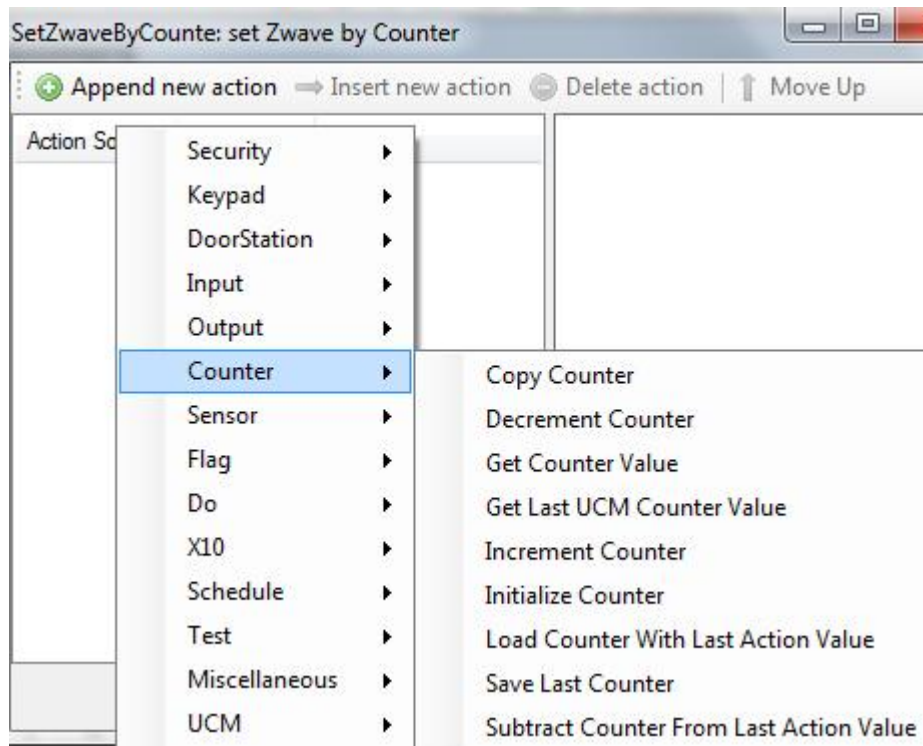 SetZwaveByCounte: set Zwave by Counter
Append new action Insert new action Delete action Move Up
Action Sc
Security
Keypad
DoorStation
Input
Output
Counter
Sensor
Flag
Do
X10
Schedule
Test
Miscellaneous
UCM
Copy Counter
Decrement Counter
Get Counter Value
Get Last UCM Counter Value
Increment Counter
Initialize Counter
Load Counter With Last Action Value
Save Last Counter
Subtract Counter From Last Action Value